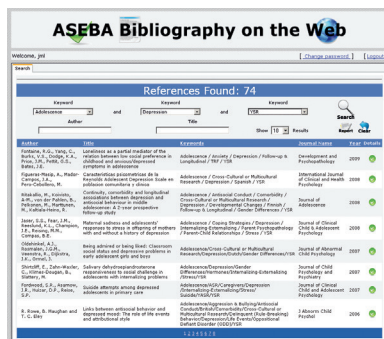 ASEBA Bibliography on the Web
Welcome, jml [ Change password ] [ Logout
Search
References Found: 74
Keyword Keyword Keyword
Adolescence and Depression and YSR
Search
Author Title
Show 10 Results
Report Clear
Author Title Keywords Journal Name Year Details
Fontaine, R.G., Yang, C., Burks, V.S., Dodge, K.A., Price, J.M., Pettit, G.S., Bates, J.E.
Loneliness as a partial mediator of the relation between low social preference in childhood and anxious/depressed symptoms in adolescence
Adolescence / Anxiety / Depression / Follow-up & Longitudinal / TRF / YSR
Development and Psychopathology
2009
Figueras-Masip, A., Amador-Campos, J.A., Pero-Cebollero, M.
Caracteristicas psicometricas de la Reynolds Adolescent Depression Scale en poblacion comunitaria y clinica
Adolescence / Cross-Cultural or Multicultural Research / Depression / Spanish / YSR
International Journal of Clinical and Health Psychology
2008
Ritakallio, M., Koivisto, A-M., von der Pahlen, B., Pelkonen, M., Marttunen, M., Kaltiala-Heino, R.
Continuity, comorbidity and longitudinal associations between depression and antisocial behaviour in middle adolescence: A 2-year prospective follow-up study
Adolescence / Antisocial Conduct / Comorbidity / Cross-Cultural or Multicultural Research / Depression / Developmental Changes / Finnish / Follow-up & Longitudinal / Gender Differences / YSR
Journal of Adolescence
2008
Jaser, S.S., Fear, J.M., Reeslund, K.L., Champion, J.E., Reising, M.M., Compas, B.E.
Maternal sadness and adolescents' responses to stress in offspring of mothers with and without a history of depression
Adolescence / Coping Strategies / Depression / Internalizing-Externalizing / Parent Psychopathology / Parent-Child Relationships / Stress / YSR
Journal of Clinical Child & Adolescent Psychology
2008
Oldehinkel, A.J., Rosmalen, J.G.M., Veenstra, R., Dijkstra, J.K., Ormel, J.
Being admired or being liked: Classroom social status and depressive problems in early adolescent girls and boys
Adolescence/Cross-Cultural or Multicultural Research/Depression/Dutch/Gender Differences/YSR
Journal of Abnormal Child Psychology
2007
Shirtcliff, E., Zahn-Waxler, C., Klimes-Dougan, B., Slattery, M.
Salivary dehydroepiandrosterone responsiveness to social challenge in adolescents with internalizing problems
Adolescence/Depression/Gender Differences/Hormones/Internalizing-Externalizing /Stress/YSR
Journal of Child Psychology and Psychiatry
2007
Fordwood, S.R., Asarnow, J.R., Huizar, D.P., Reise, S.P.
Suicide attempts among depressed adolescents in primary care
Adolescence/ASR/Caregivers/Depression /Internalizing-Externalizing/Stress/ Suicide/YASR/YSR
Journal of Clinical Child and Adolescent Psychology
2007
R. Rowe, B. Maughan and T. C. Eley
Links between antisocial behavior and depressed mood: The role of life events and attributional style
Adolescence/Aggression & Bullying/Antisocial Conduct/British/Comorbidity/Cross-Cultural or Multicultural Research/Delinquent (Rule-Breaking) Behavior/Depression/Life Events/Oppositional Defiant Disorder (ODD)/YSR
J Abnorm Child Psychol
2006
1 2 3 4 5 6 7 8